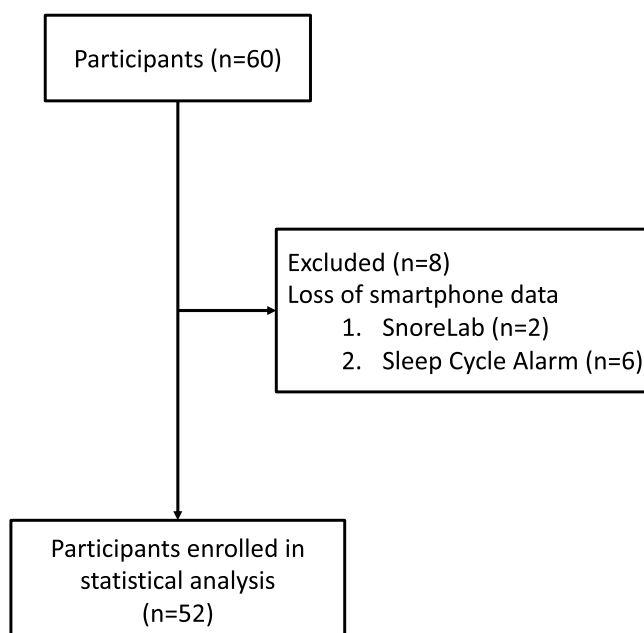 Participants (n=60)
Excluded (n=8)
Loss of smartphone data
1. SnoreLab (n=2)
2. Sleep Cycle Alarm (n=6)
Participants enrolled in
statistical analysis
(n=52)